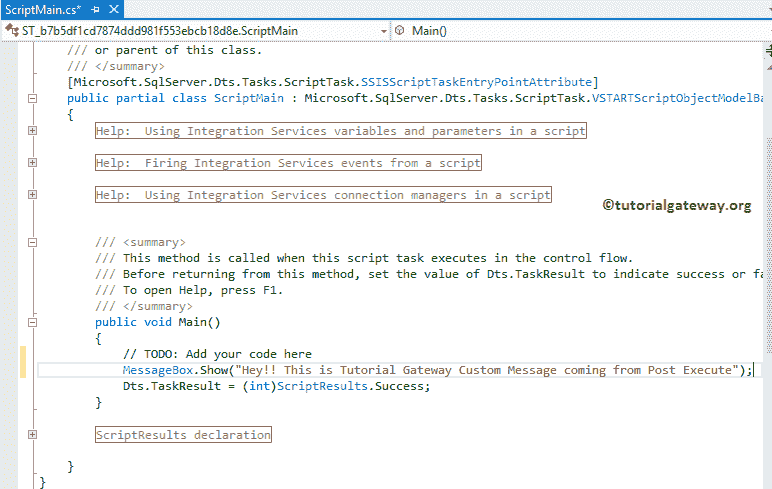 ScriptMain.cs*
ST_b7b5df1cd7874ddd981f553ebcb18d8e.ScriptMain Main()
/// or parent of this class.
/// </summary>
[Microsoft.SqlServer.Dts.Tasks.ScriptTask.SSISScriptTaskEntryPointAttribute]
public partial class ScriptMain : Microsoft.SqlServer.Dts.Tasks.ScriptTask.VSTARTScriptObjectModelBa
{
Help: Using Integration Services variables and parameters in a script
Help: Firing Integration Services events from a script
Help: Using Integration Services connection managers in a script
©tutorialgateway.org
/// <summary>
/// This method is called when this script task executes in the control flow.
/// Before returning from this method, set the value of Dts.TaskResult to indicate success or fa
/// To open Help, press F1.
/// </summary>
public void Main()
{
// TODO: Add your code here
MessageBox.Show("Hey!! This is Tutorial Gateway Custom Message coming from Post Execute");
Dts.TaskResult = (int)ScriptResults.Success;
}
ScriptResults declaration
}
}